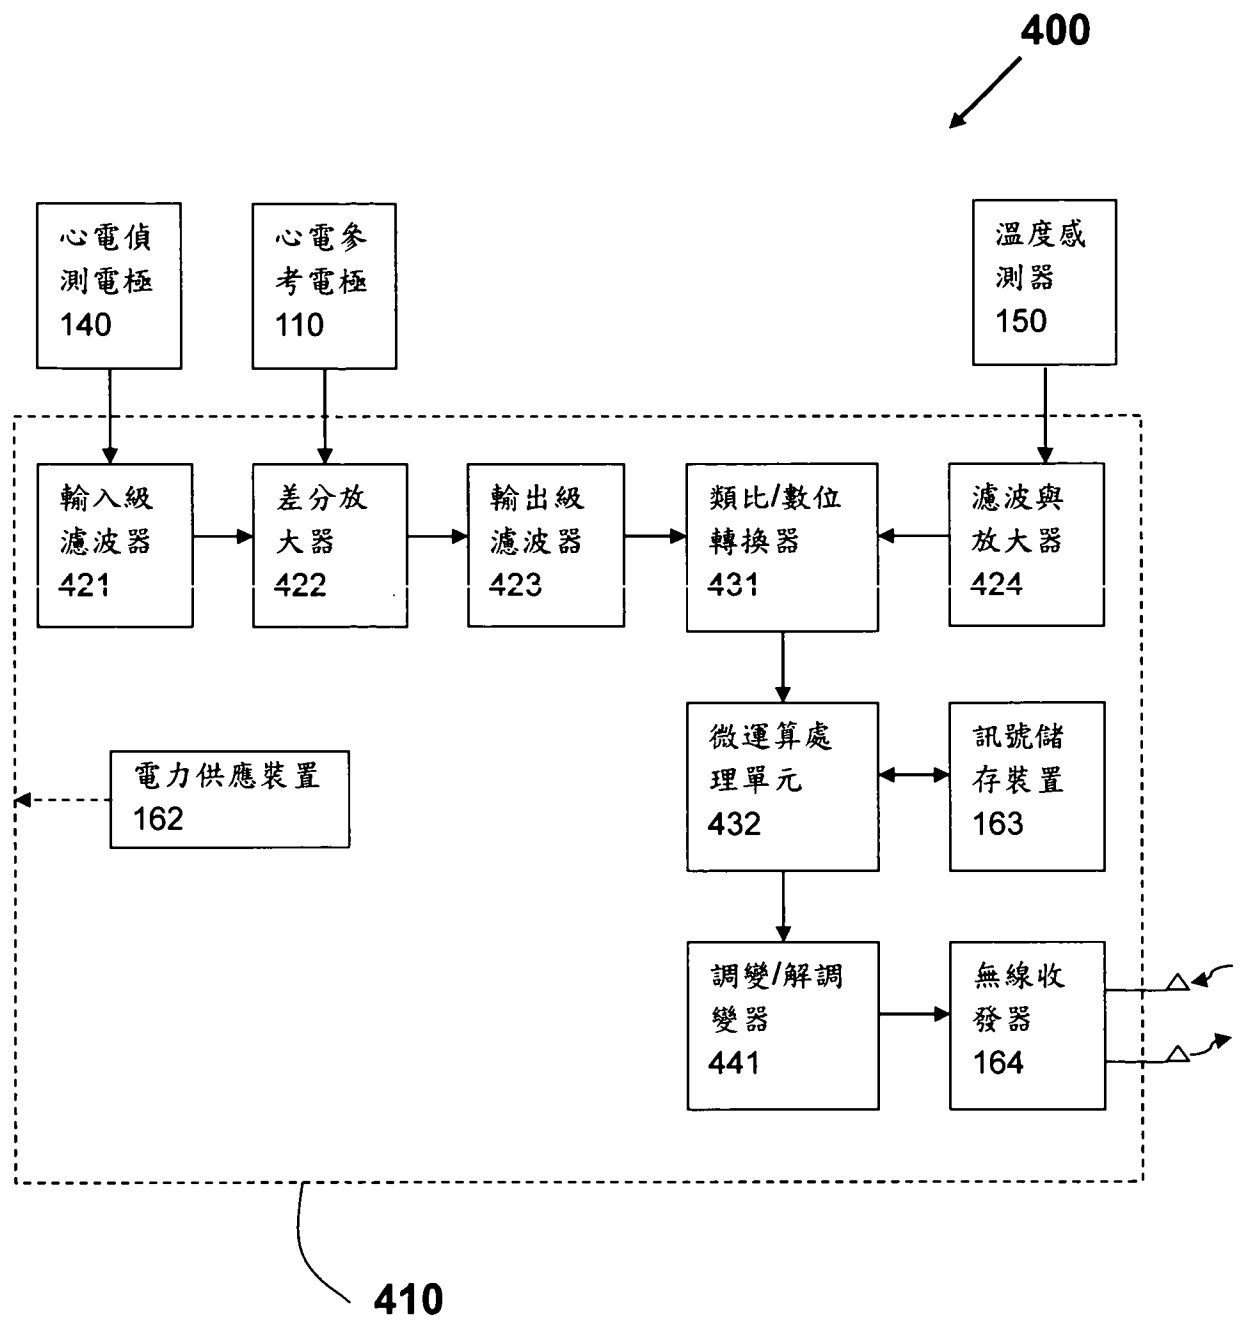 400
心電偵
測電極
140
心電參
考電極
110
溫度感
測器
150
輸入級
濾波器
421
差分放
大器
422
輸出級
濾波器
423
類比/數位
轉換器
431
濾波與
放大器
424
電力供應裝置
162
微運算處
理單元
432
訊號儲
存裝置
163
調變/解調
變器
441
無線收
發器
164
410